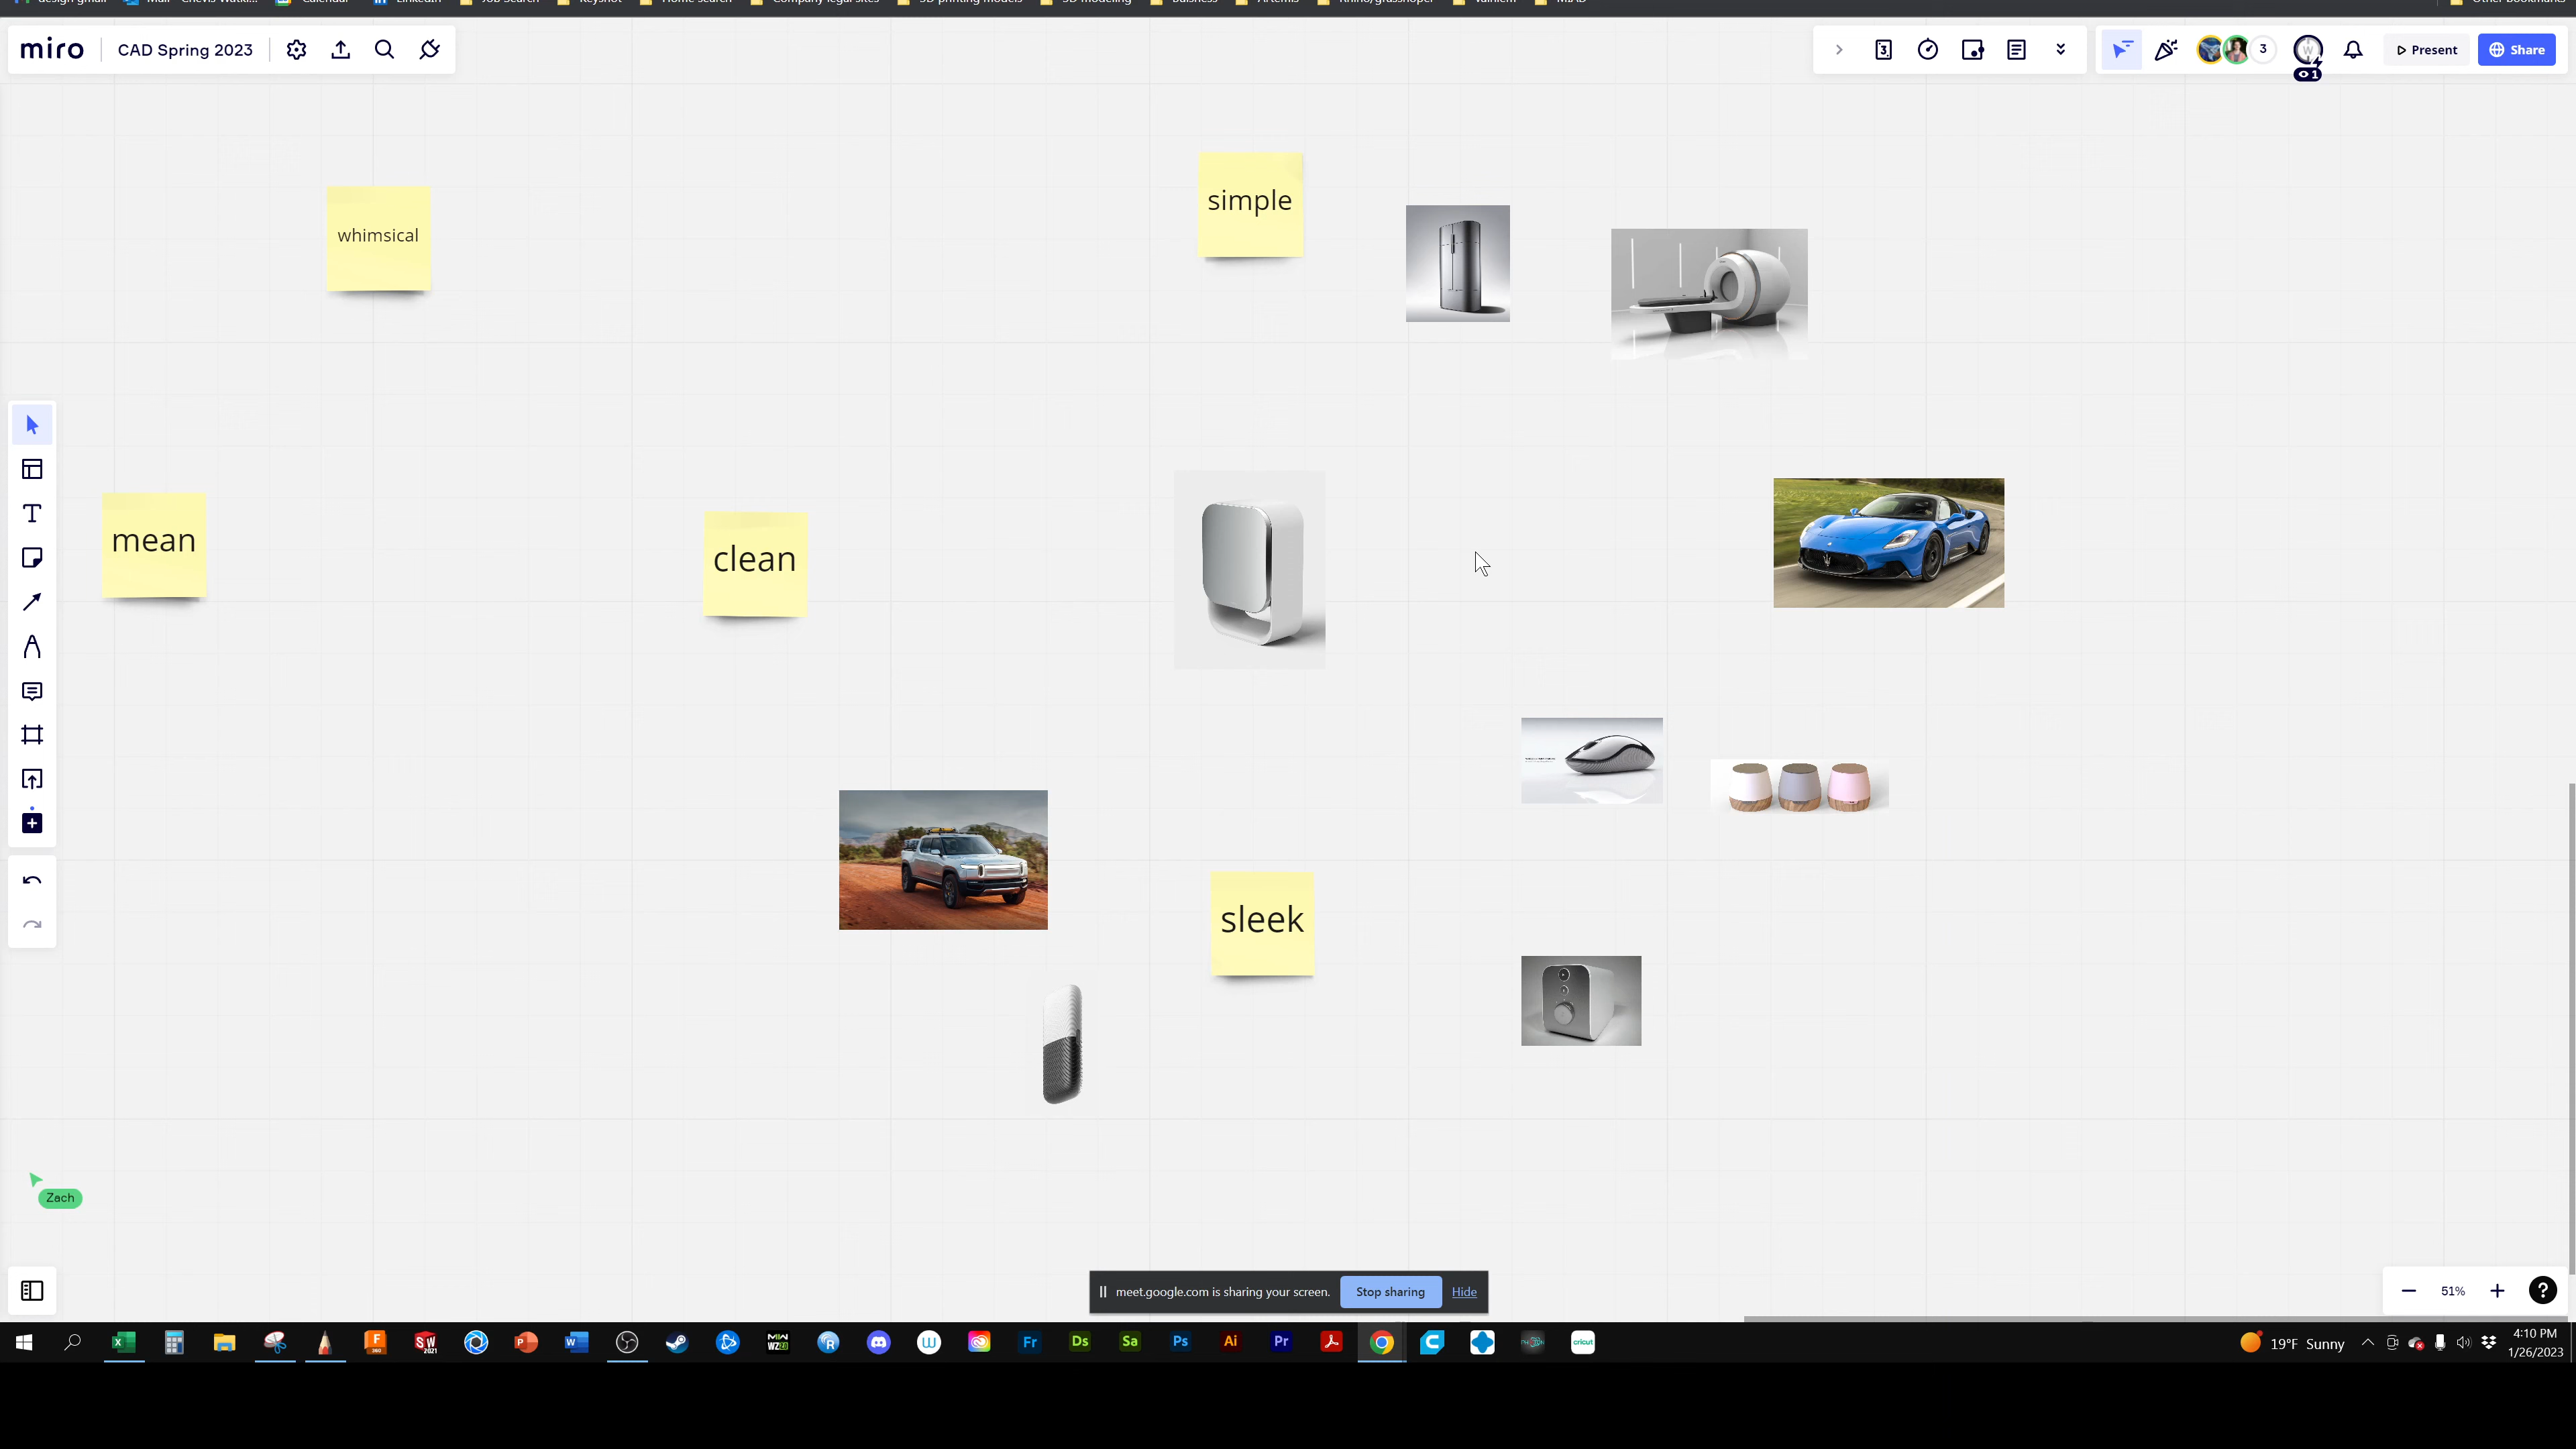 miro
CAD Spring 2023
3
Present
Share
1
simple
whimsical
mean
clean
sleek
Zach
meet.google.com is sharing your screen.
Stop sharing
Hide
51%
19°F Sunny
4:10 PM
1/26/2023